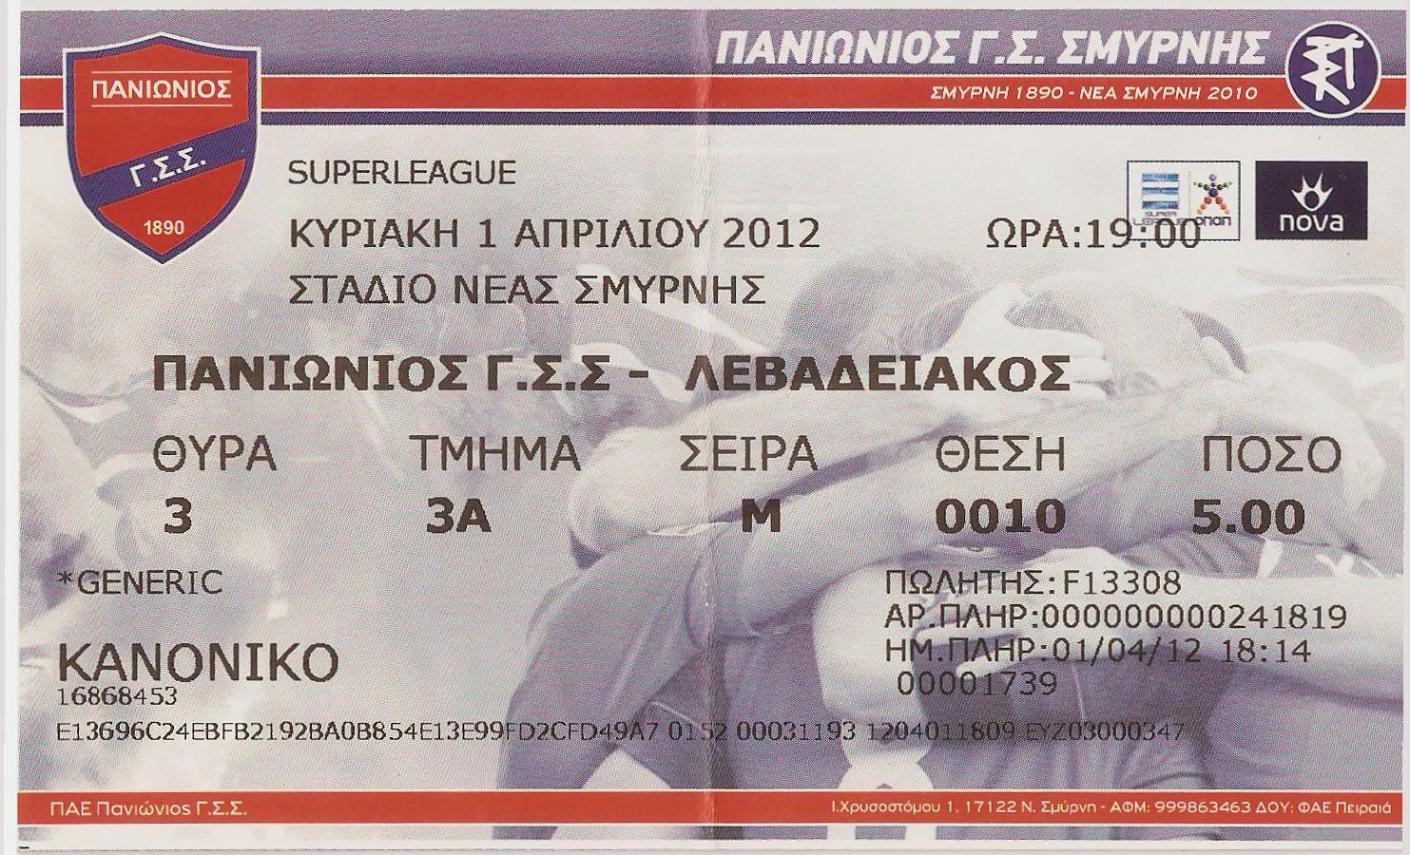 ΠΑΝΙΩΝΙΟΣ Γ.Σ. ΣΜΥΡΝΗΣ
ΣΜΥΡΝΗ 1890 - ΝΕΑ ΣΜΥΡΝΗ 2010
ΠΑΝΙΩΝΙΟΣ
Γ.Σ.Σ.
1890
SUPERLEAGUE
ΚΥΡΙΑΚΗ 1 ΑΠΡΙΛΙΟΥ 2012 ΩΡΑ:19:00
nova
ΣΤΑΔΙΟ ΝΕΑΣ ΣΜΥΡΝΗΣ
ΠΑΝΙΩΝΙΟΣ Γ.Σ.Σ - ΛΕΒΑΔΕΙΑΚΟΣ
ΘΥΡΑ ΤΜΗΜΑ ΣΕΙΡΑ ΘΕΣΗ ΠΟΣΟ
3 3Α Μ 0010 5.00
*GENERIC
ΠΩΛΗΤΗΣ:F13308
ΑΡ.ΠΛΗΡ:0000000000241819
ΗΜ.ΠΛΗΡ:01/04/12 18:14
00001739
ΚΑΝΟΝΙΚΟ
16868453
E13696C24EBFB2192BA0B854E13E99FD2CFD49A7 0152 00031193 1204011809 EYZ03000347
ΠΑΕ Πανιώνιος Γ.Σ.Σ.
Ι.Χρυσοστόμου 1, 17122 Ν. Σμύρνη - ΑΦΜ: 999863463 ΔΟΥ: ΦΑΕ Πειραιά